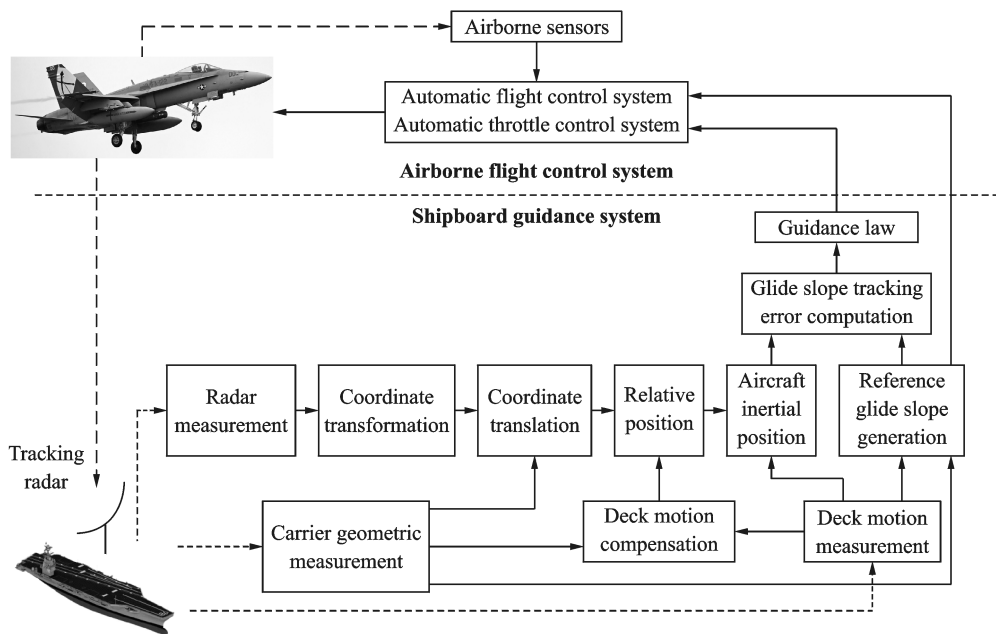 Airborne sensors
Automatic flight control system
Automatic throttle control system
Airborne flight control system
Shipboard guidance system
Guidance law
Glide slope tracking
error computation
Radar
measurement
Coordinate
transformation
Coordinate
translation
Relative
position
Aircraft
inertial
position
Reference
glide slope
generation
Tracking
radar
Carrier geometric
measurement
Deck motion
compensation
Deck motion
measurement